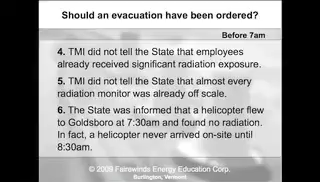 Should an evacuation have been ordered?
Before 7am
4. TMI did not tell the State that employees
already received significant radiation exposure.
5. TMI did not tell the State that almost every
radiation monitor was already off scale.
6. The State was informed that a helicopter flew
to Goldsboro at 7:30am and found no radiation.
In fact, a helicopter never arrived on-site until
8:30am.
© 2009 Fairewinds Energy Education Corp.
Burlington, Vermont